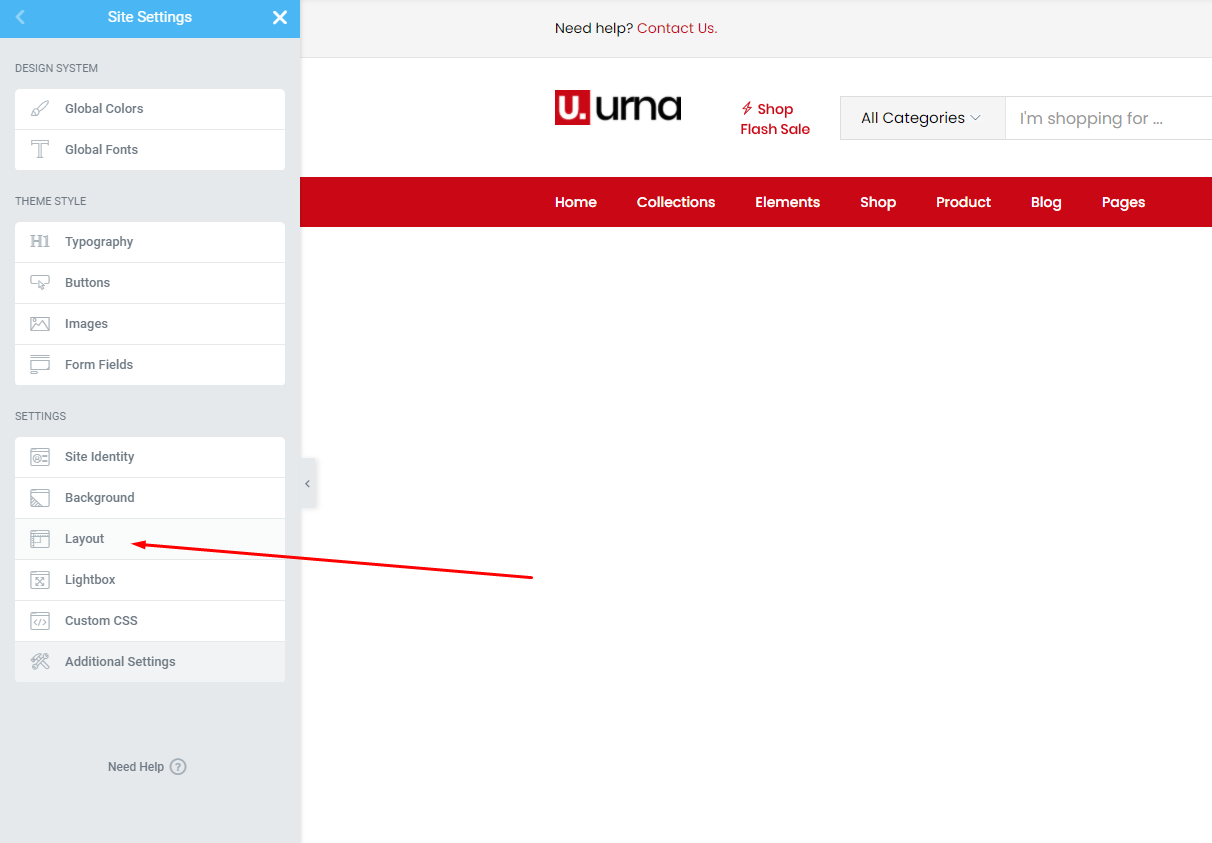 Site Settings
DESIGN SYSTEM
Global Colors
Global Fonts
THEME STYLE
H1 Typography
Buttons
Images
Form Fields
SETTINGS
Site Identity
Background
Layout
Lightbox
Custom CSS
Additional Settings
Need Help ?
Need help? Contact Us.
U. urna
Shop
Flash Sale
All Categories
I'm shopping for ...
Home Collections Elements Shop Product Blog Pages